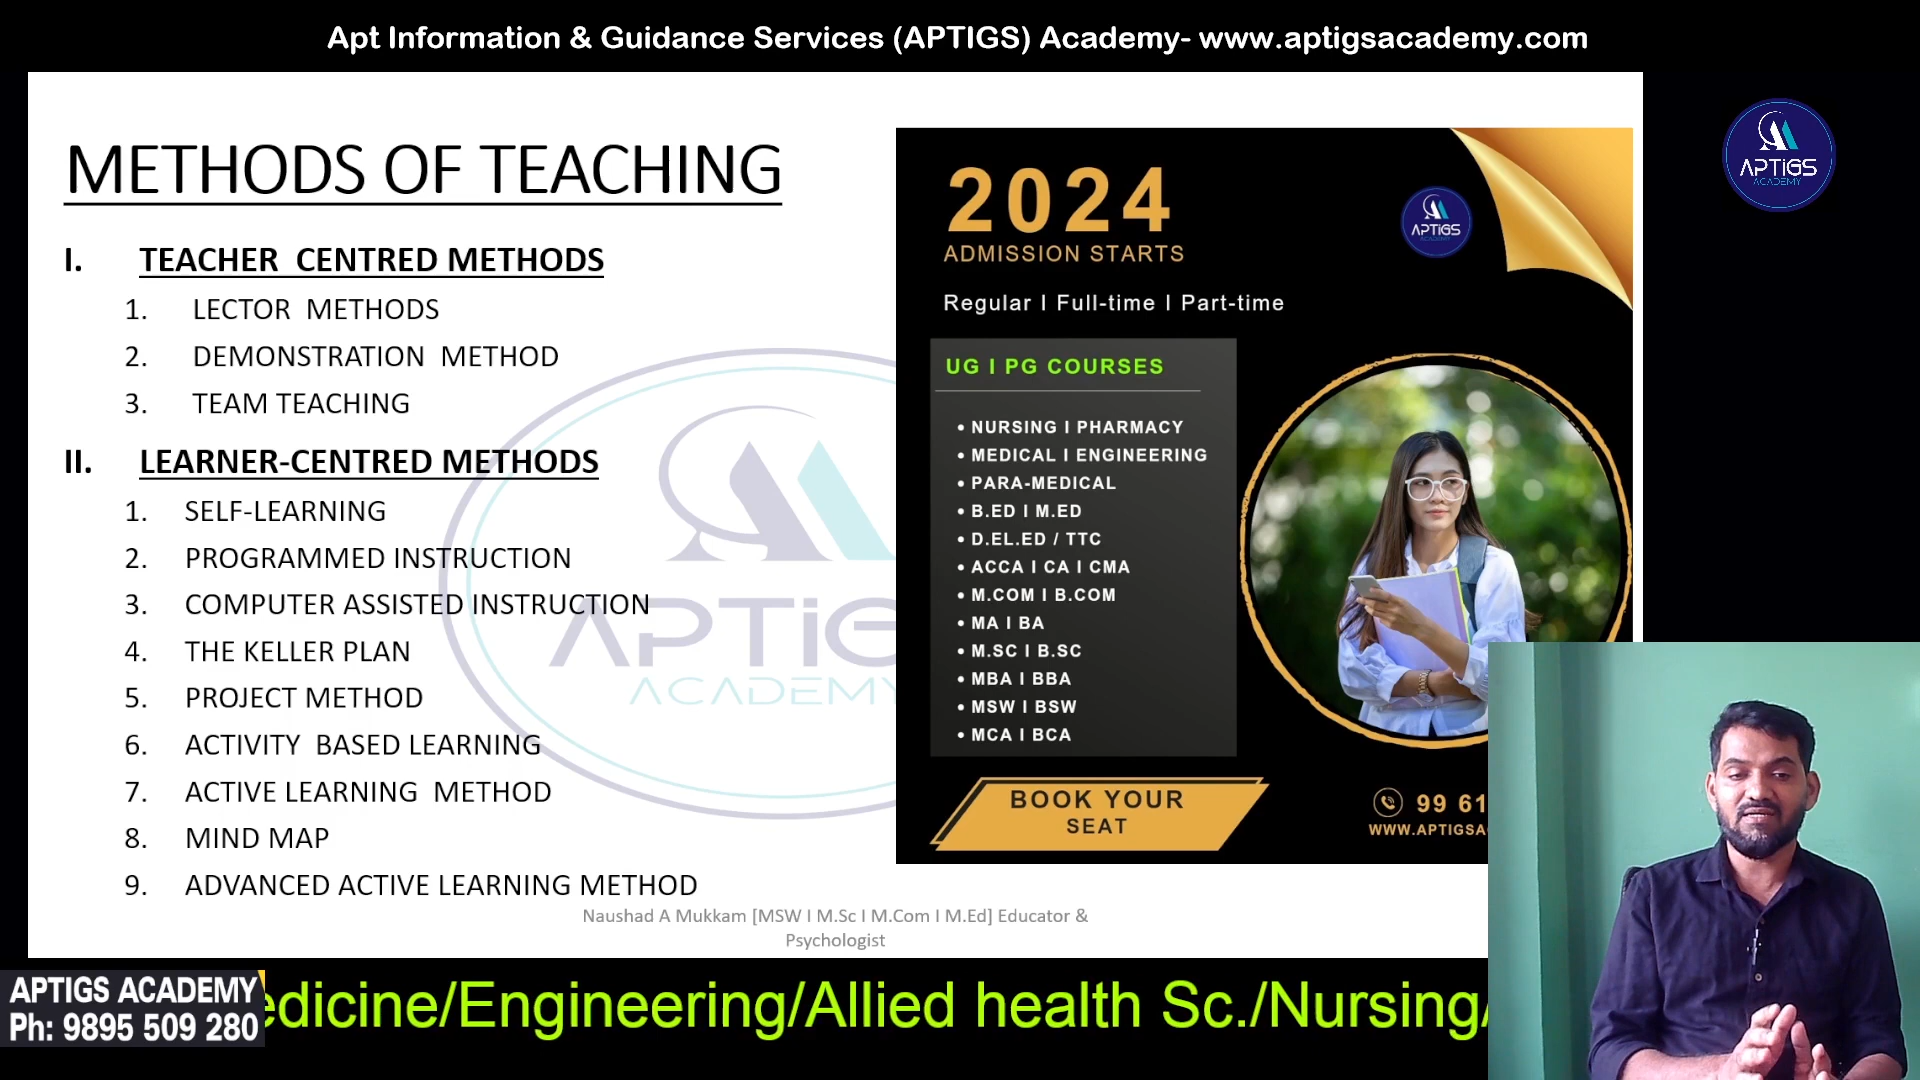 Apt Information & Guidance Services (APTIGS) Academy- www.aptigsacademy.com
APTiGS
ACADEMY
METHODS OF TEACHING
I. TEACHER CENTRED METHODS
1. LECTOR METHODS
2. DEMONSTRATION METHOD
3. TEAM TEACHING
II. LEARNER-CENTRED METHODS
1. SELF-LEARNING
2. PROGRAMMED INSTRUCTION
3. COMPUTER ASSISTED INSTRUCTION
4. THE KELLER PLAN
5. PROJECT METHOD
6. ACTIVITY BASED LEARNING
7. ACTIVE LEARNING METHOD
8. MIND MAP
9. ADVANCED ACTIVE LEARNING METHOD
APTiG
ACADEMY
Naushad A Mukkam [MSW I M.Sc I M.Com I M.Ed] Educator &
Psychologist
2024
ADMISSION STARTS
APTiGS
ACADEMY
Regular I Full-time I Part-time
UG I PG COURSES
• NURSING I PHARMACY
• MEDICAL I ENGINEERING
• PARA-MEDICAL
• B.ED I M.ED
• D.EL.ED / TTC
• ACCA I CA I CMA
• M.COM I B.COM
• MA I BA
• M.SC I B.SC
• MBA I BBA
• MSW I BSW
• MCA I BCA
BOOK YOUR
SEAT
99 61
WWW.APTIGSA
APTIGS ACADEMY
Ph: 9895 509 280
edicine/Engineering/Allied health Sc./Nursing/